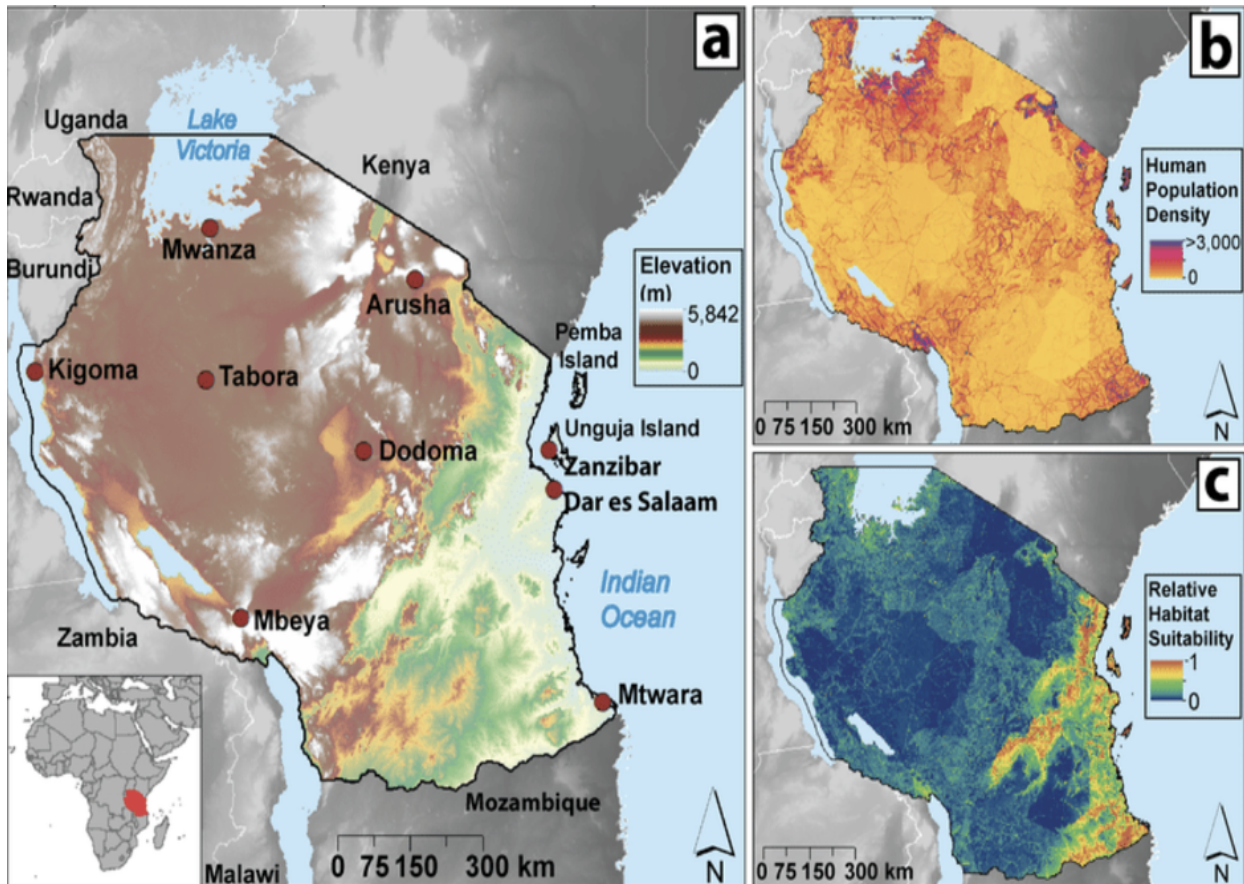 a
Uganda
Lake
Victoria
Kenya
Rwanda
Mwanza
Burundi
Arusha
Elevation
(m)
5,842
0
Pemba
Island
Kigoma
Tabora
Unguja Island
Dodoma
Zanzibar
Dar es Salaam
Indian
Ocean
Mbeya
Zambia
Mtwara
Mozambique
Malawi
0 75 150 300 km
N
b
Human
Population
Density
>3,000
0
0 75 150 300 km
N
c
Relative
Habitat
Suitability
1
0
0 75 150 300 km
N